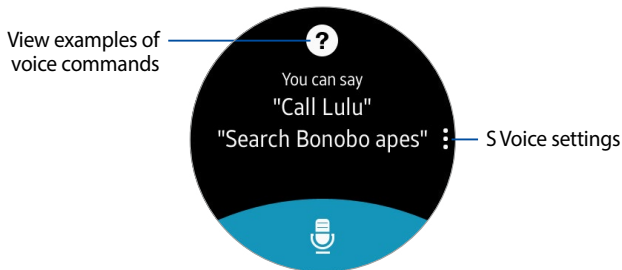 View examples of
voice commands
?
You can say
"Call Lulu"
"Search Bonobo apes"
S Voice settings